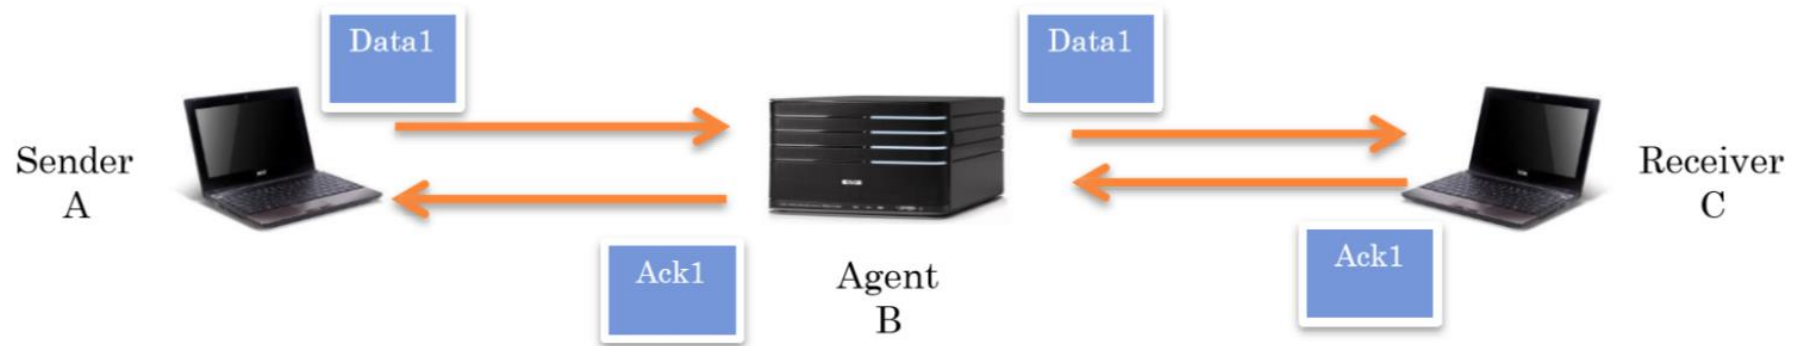 Data1
Data1
Sender
A
Receiver
C
Ack1
Agent
B
Ack1